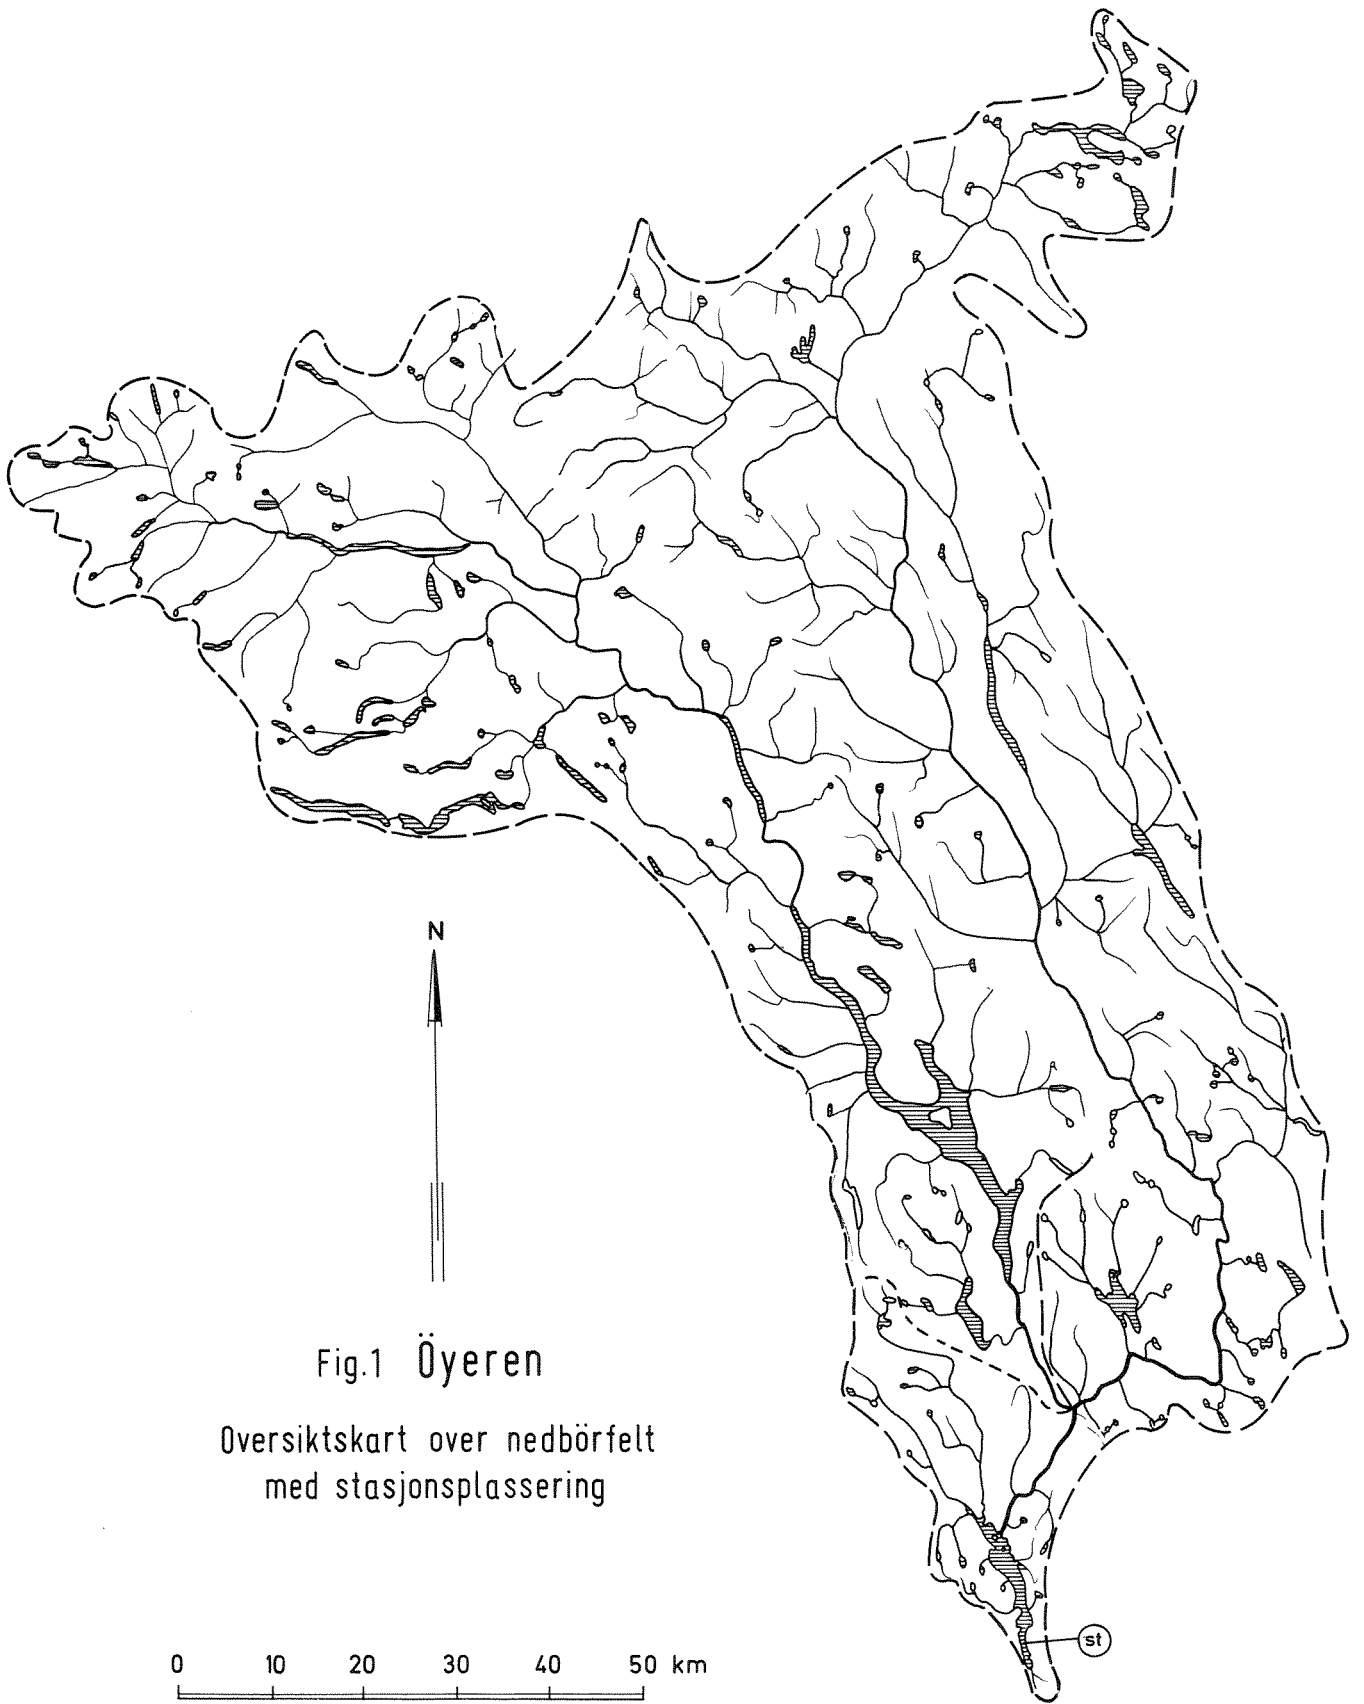 N
Fig.1 Öyeren
Oversiktskart over nedbörfelt
med stasjonsplassering
st
0 10 20 30 40 50 km